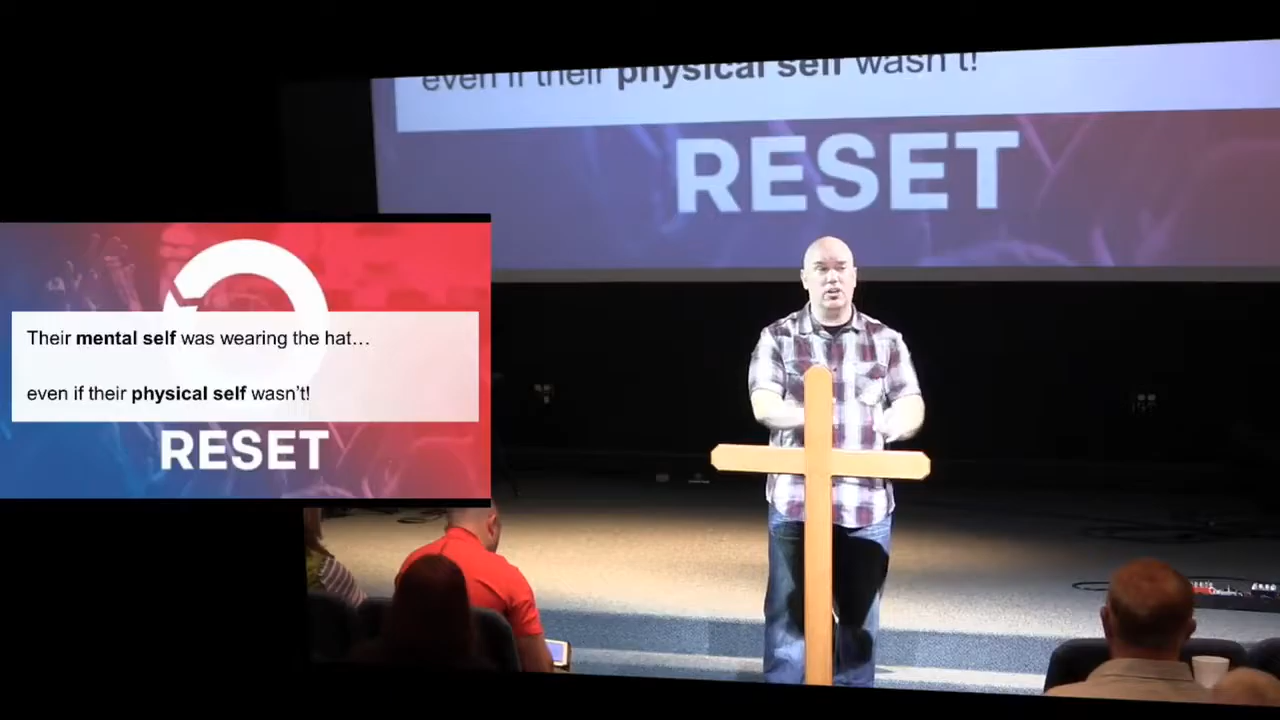 even if their physical self wasn't!
RESET
Their mental self was wearing the hat…
even if their physical self wasn't!
RESET